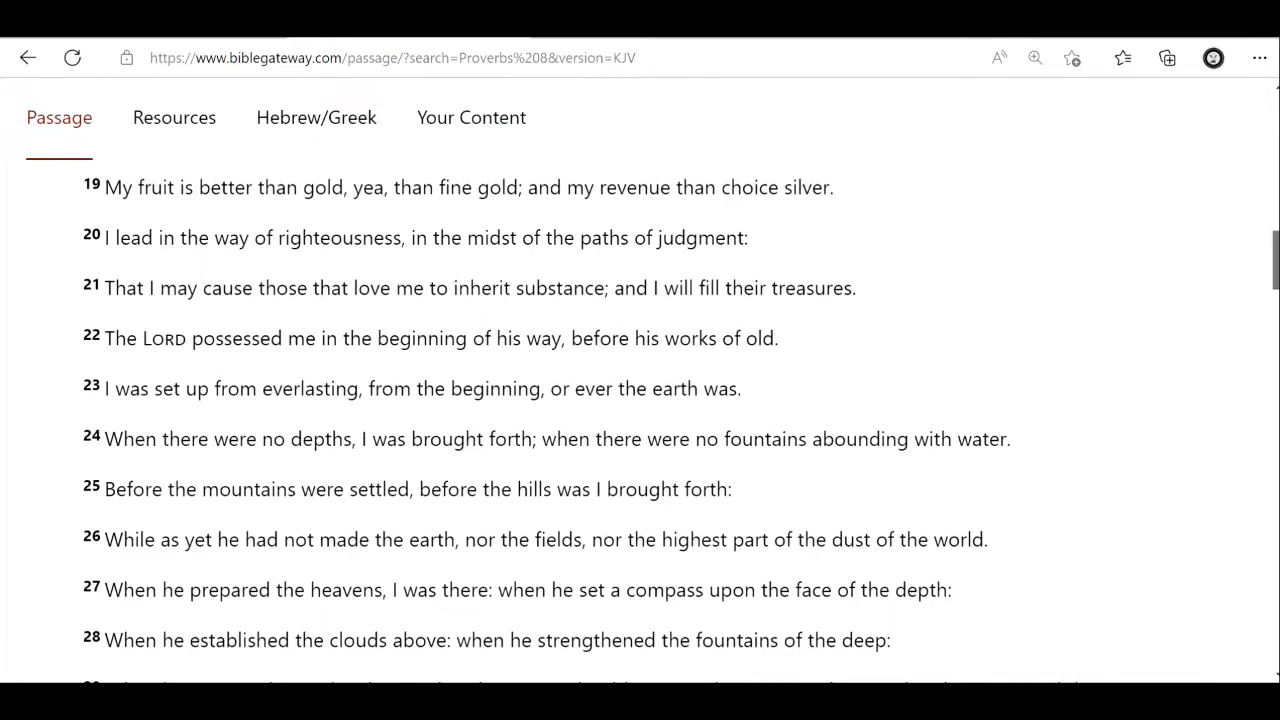 https://www.biblegateway.com/passage/?search=Proverbs%208&version=KJV
Passage Resources Hebrew/Greek Your Content
19 My fruit is better than gold, yea, than fine gold; and my revenue than choice silver.
20 I lead in the way of righteousness, in the midst of the paths of judgment:
21 That I may cause those that love me to inherit substance; and I will fill their treasures.
22 The LORD possessed me in the beginning of his way, before his works of old.
23 I was set up from everlasting, from the beginning, or ever the earth was.
24 When there were no depths, I was brought forth; when there were no fountains abounding with water.
25 Before the mountains were settled, before the hills was I brought forth:
26 While as yet he had not made the earth, nor the fields, nor the highest part of the dust of the world.
27 When he prepared the heavens, I was there: when he set a compass upon the face of the depth:
28 When he established the clouds above: when he strengthened the fountains of the deep: